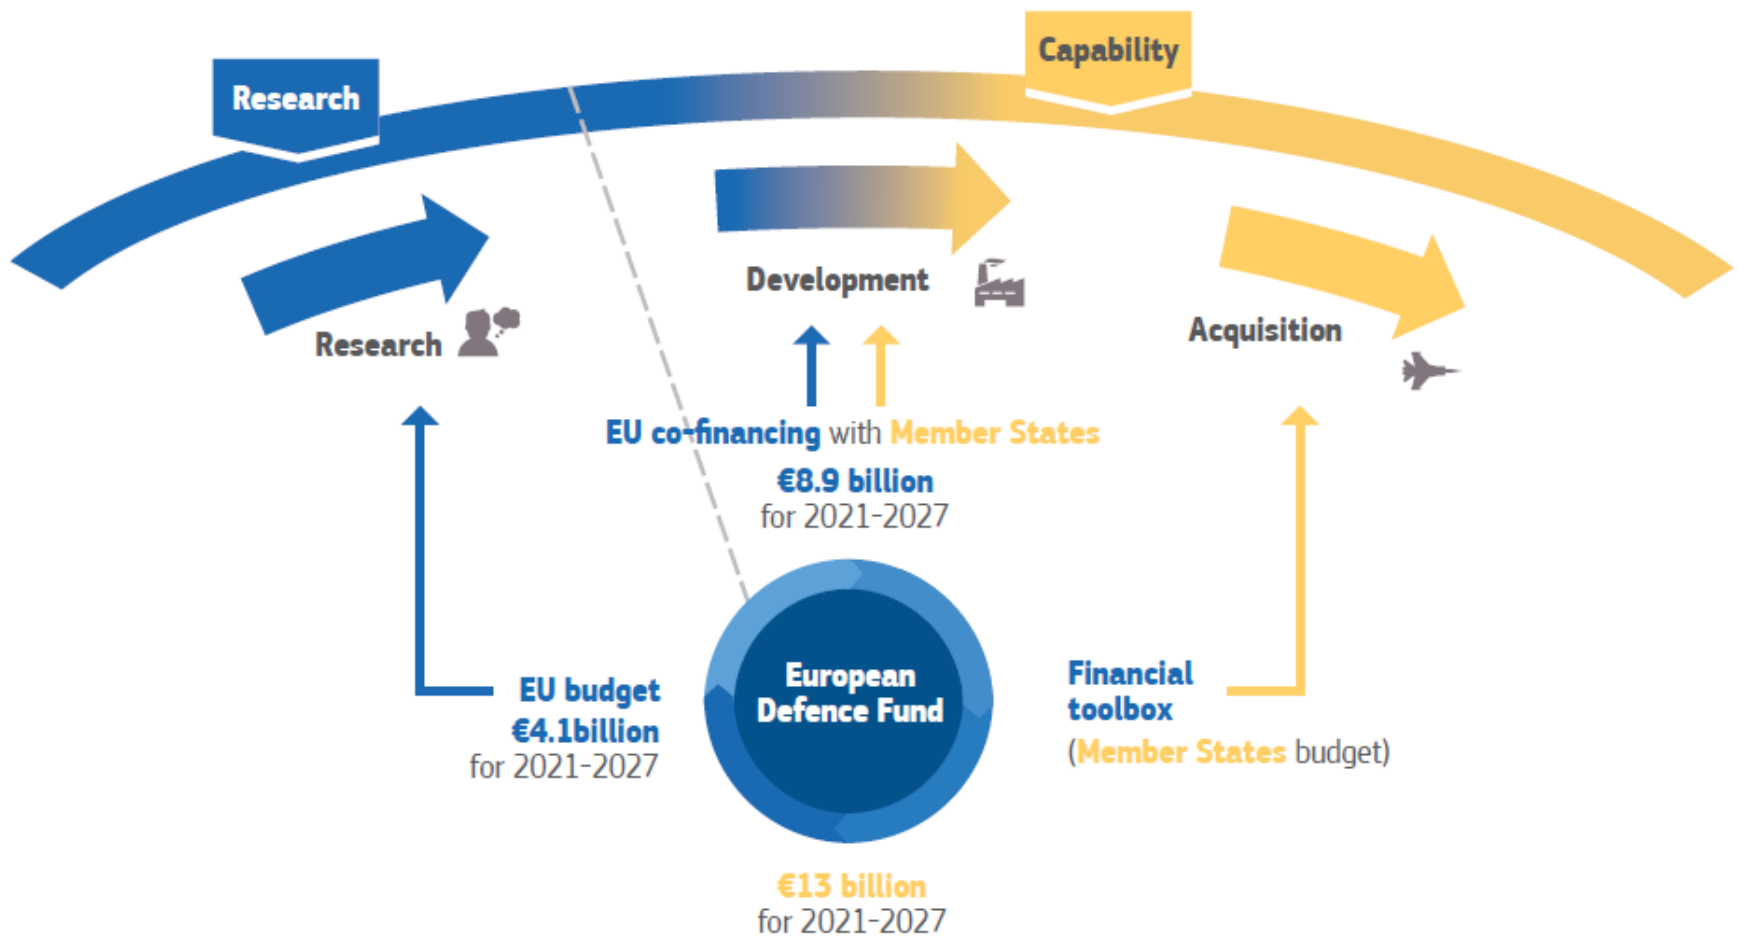 Research
Capability
Research
Development
Acquisition
EU co-financing with Member States
€8.9 billion
for 2021-2027
EU budget
€4.1billion
for 2021-2027
European
Defence Fund
Financial
toolbox
(Member States budget)
€13 billion
for 2021-2027